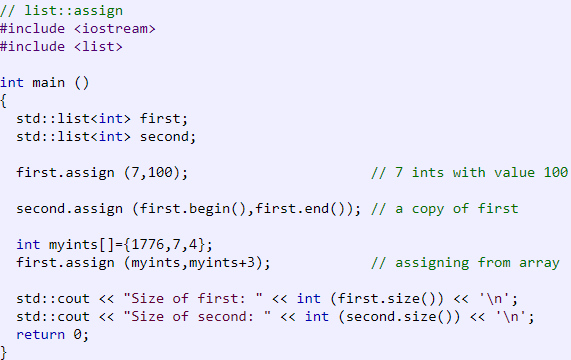 // list::assign
#include <iostream>
#include <list>

int main ()
{
  std::list<int> first;
  std::list<int> second;

  first.assign (7,100);                      // 7 ints with value 100

  second.assign (first.begin(),first.end()); // a copy of first

  int myints[]={1776,7,4};
  first.assign (myints,myints+3);            // assigning from array

  std::cout << "Size of first: " << int (first.size()) << '\n';
  std::cout << "Size of second: " << int (second.size()) << '\n';
  return 0;
}